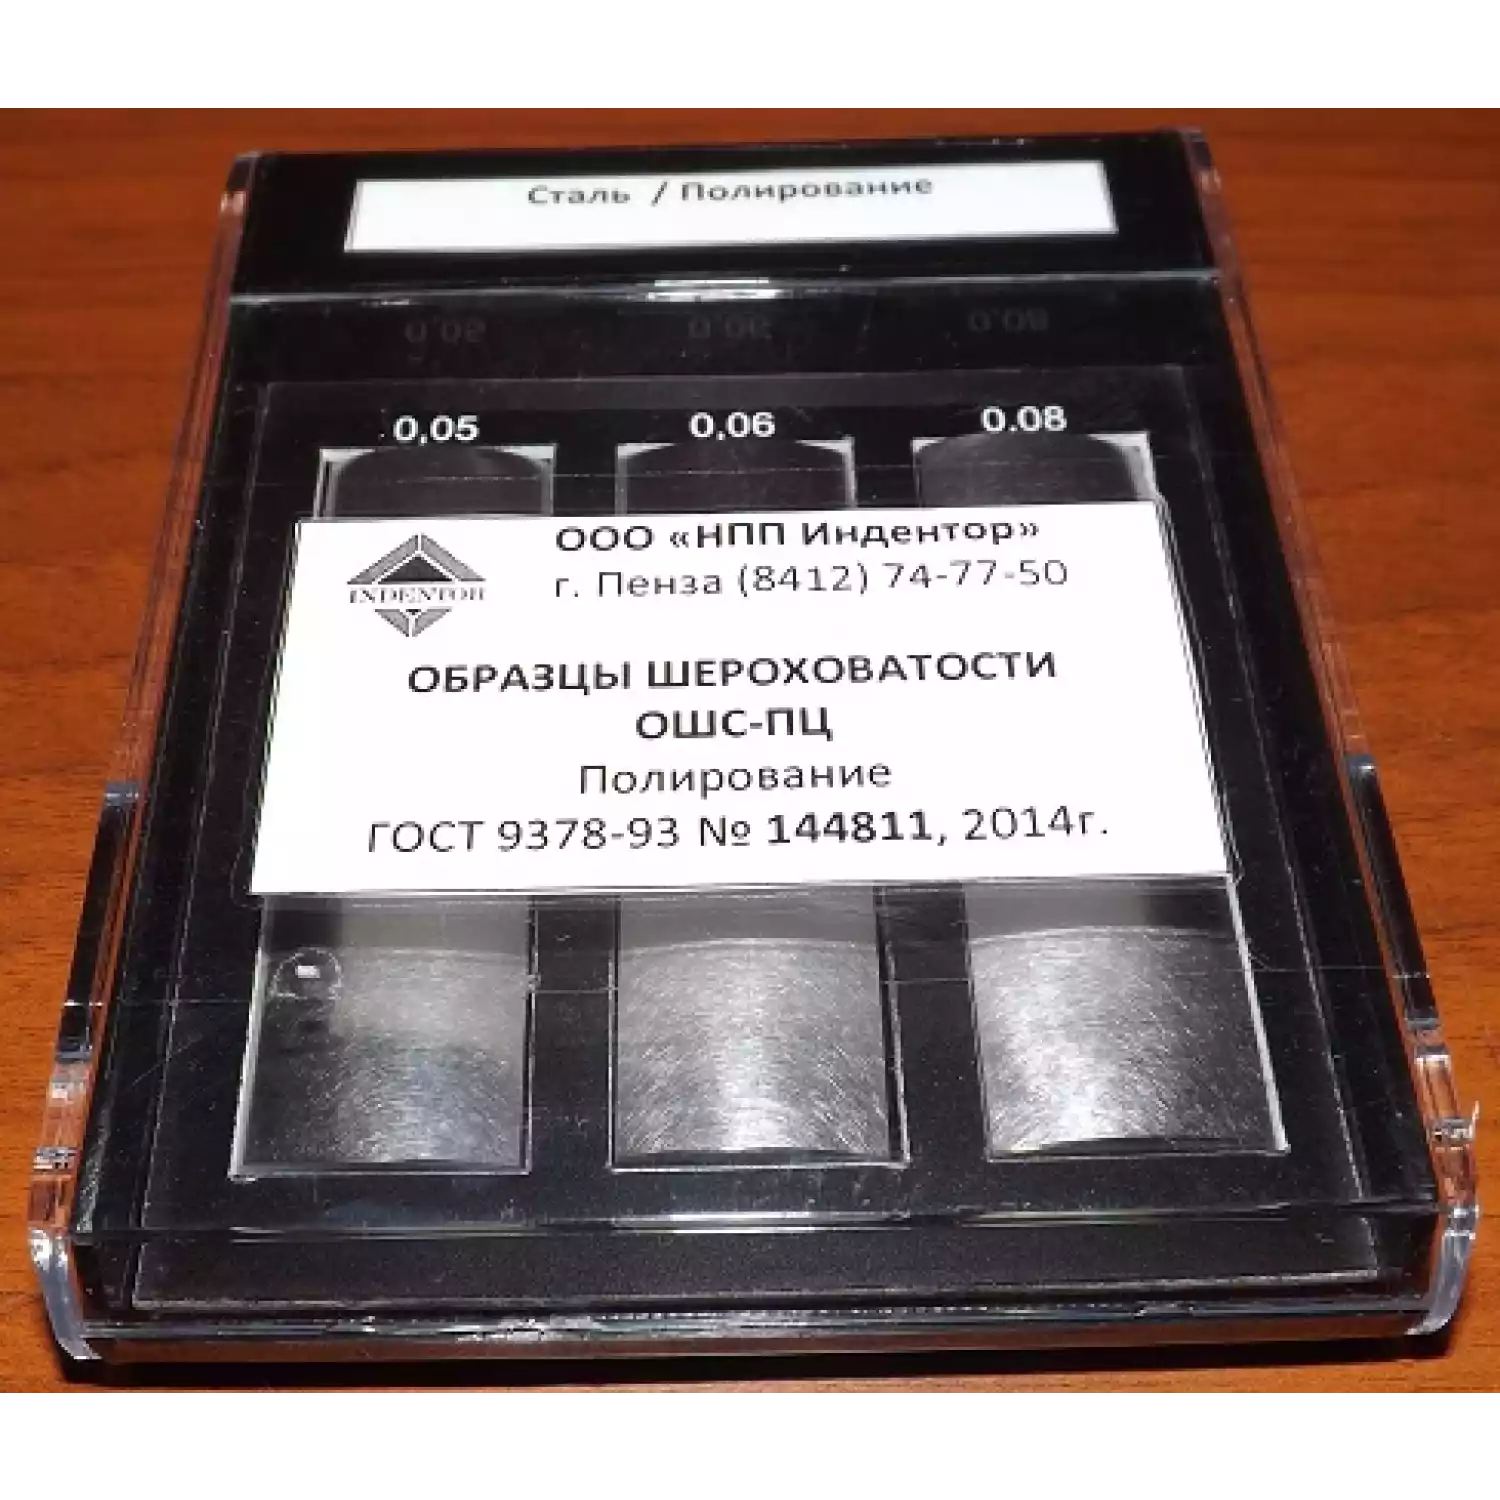 Сталь / Полирование
0,05 0,06 0.08
ООО «НПП Индентор»
г. Пенза (8412) 74-77-50
INDENTOR
ОБРАЗЦЫ ШЕРОХОВАТОСТИ
ОШС-ПЦ
Полирование
ГОСТ 9378-93 № 144811, 2014г.